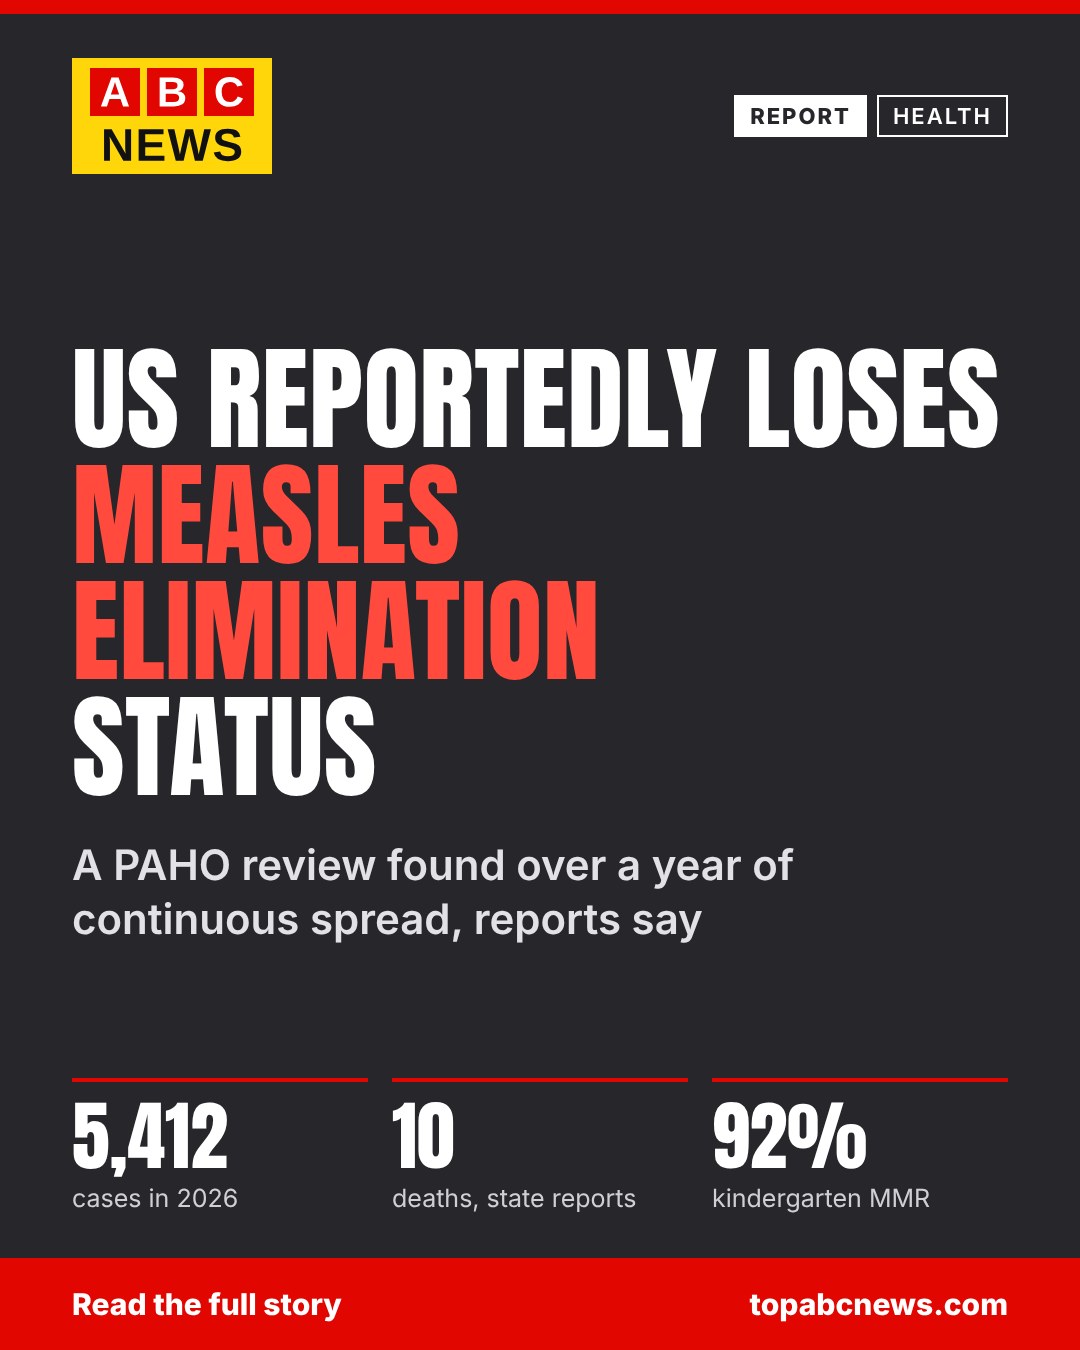 ABC
NEWS
REPORT
HEALTH
US REPORTEDLY LOSES
MEASLES
ELIMINATION
STATUS
A PAHO review found over a year of
continuous spread, reports say
5,412
cases in 2026
10
deaths, state reports
92%
kindergarten MMR
Read the full story
topabcnews.com